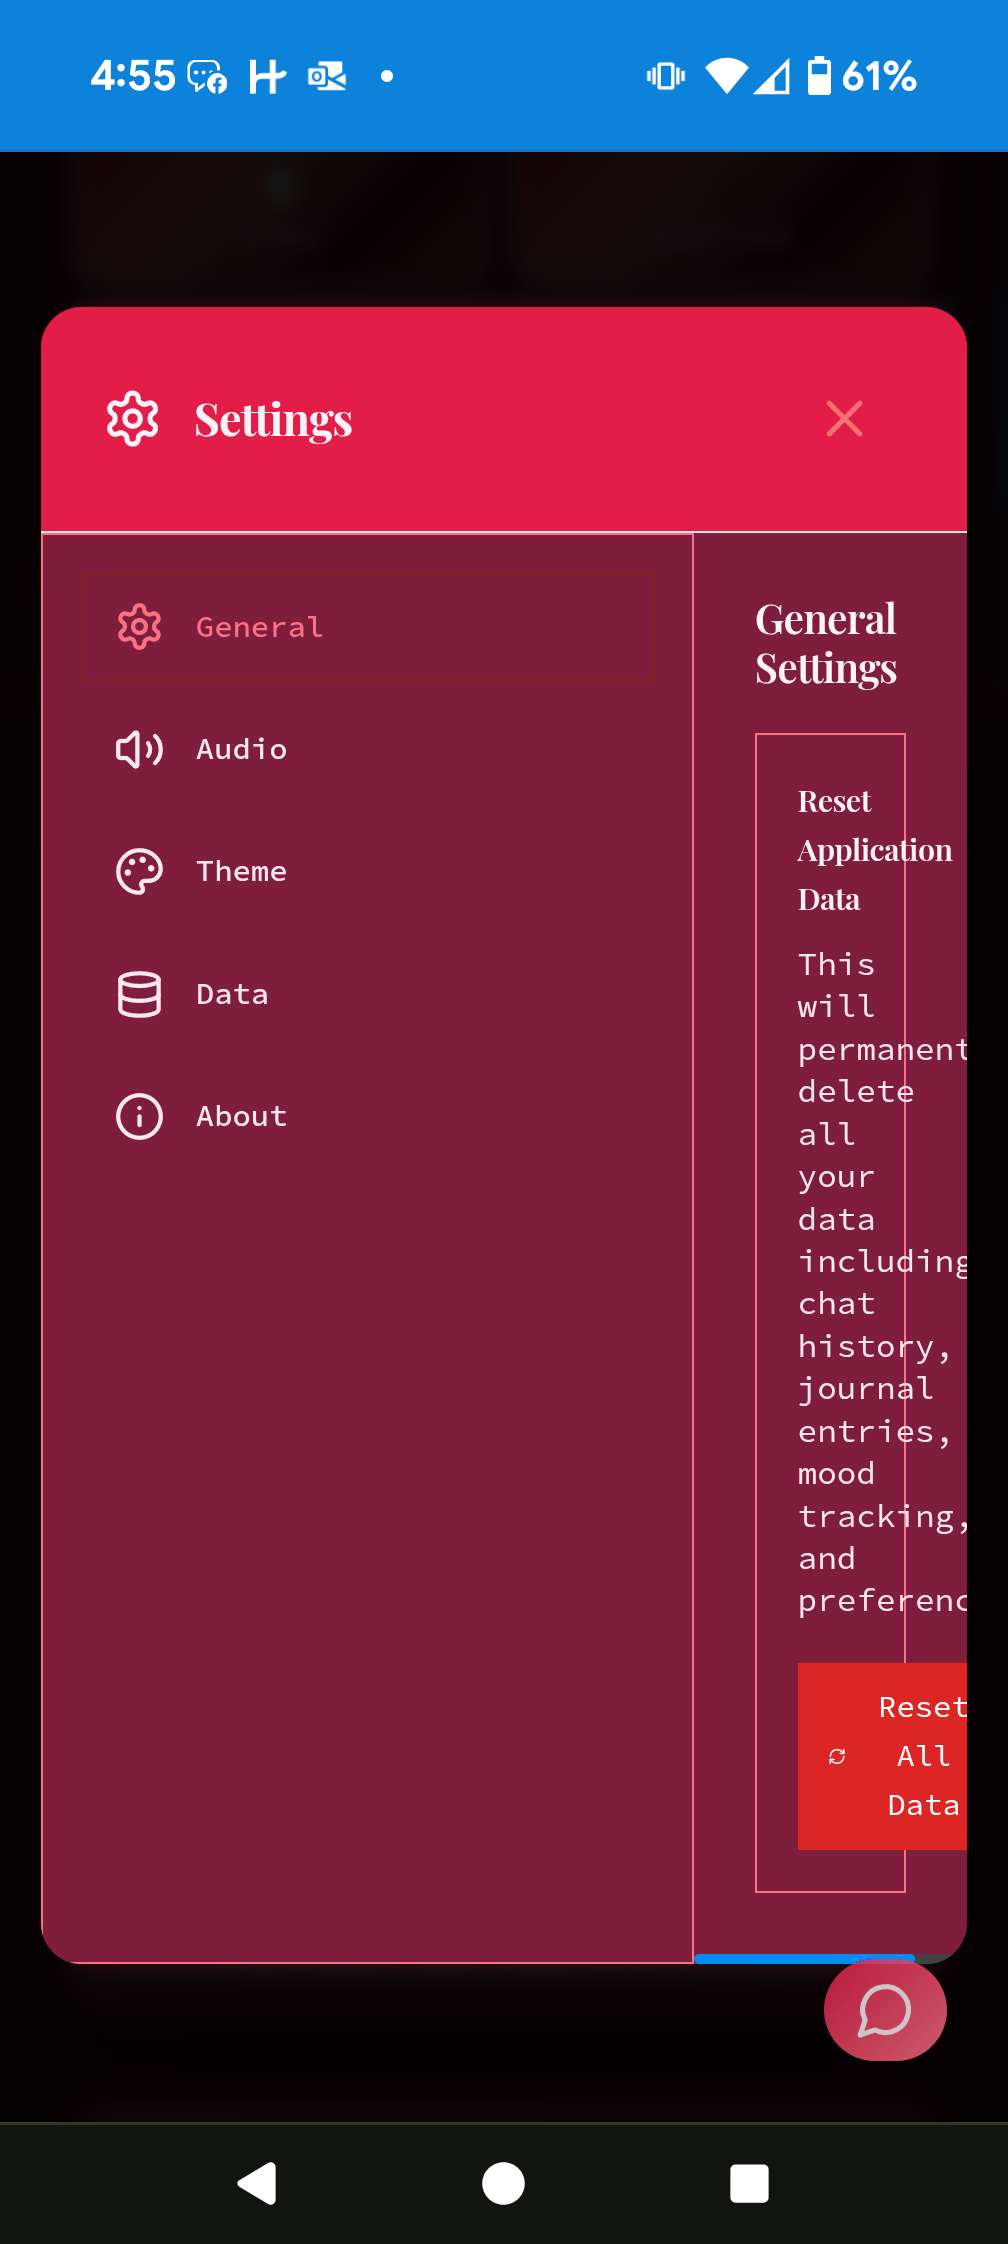 4:55 61%
Settings
General
Audio
Theme
Data
About
General
Settings
Reset
Application
Data
This
will
permanent
delete
all
your
data
including
chat
history,
journal
entries,
mood
tracking,
and
preferenc
Reset
All
Data